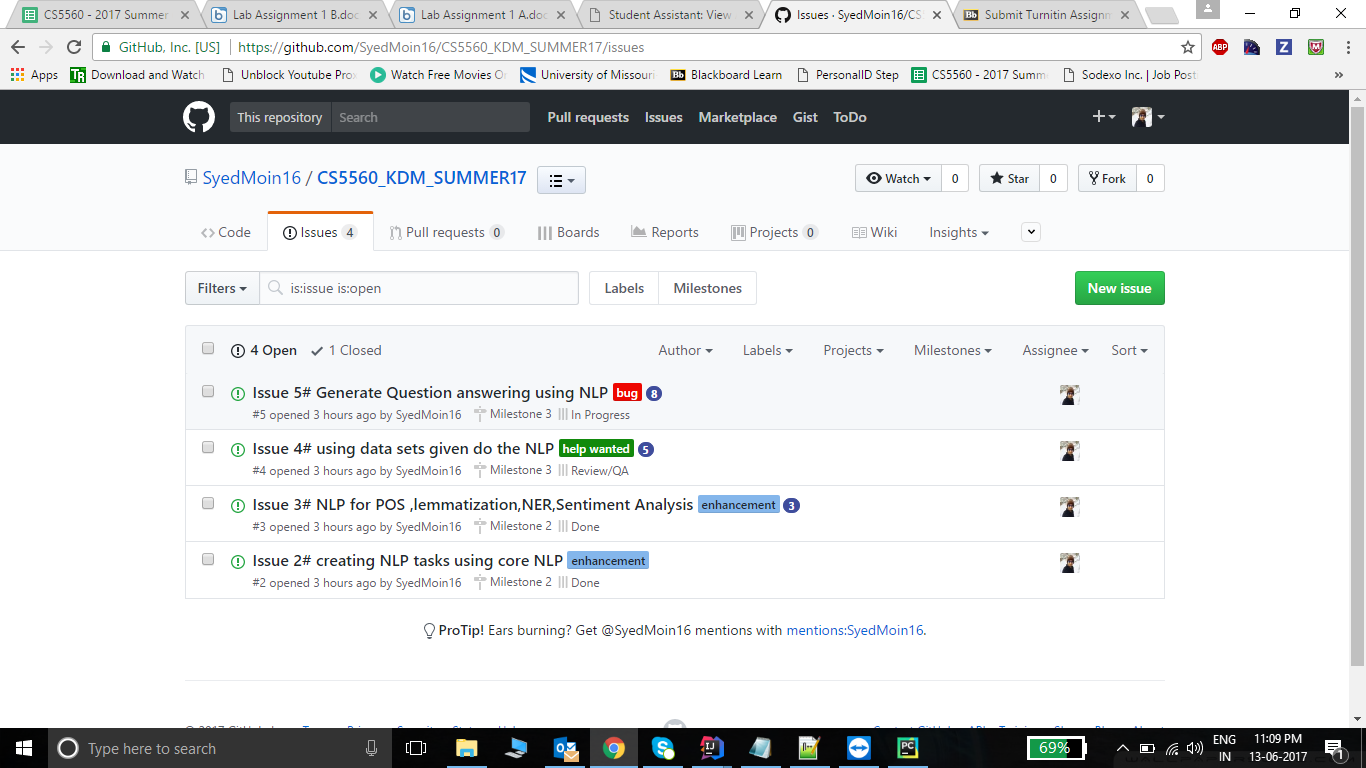 CS5560 - 2017 Summer
Lab Assignment 1 B.doc
Lab Assignment 1 A.doc
Student Assistant: View
Issues · SyedMoin16/CS
Submit Turnitin Assignm
GitHub, Inc. [US]
https://github.com/SyedMoin16/CS5560_KDM_SUMMER17/issues
Apps
Download and Watch
Unblock Youtube Prox
Watch Free Movies O
University of Missouri
Blackboard Learn
PersonalID Step
CS5560 - 2017 Summ
Sodexo Inc. | Job Post
This repository
Search
Pull requests
Issues
Marketplace
Gist
ToDo
SyedMoin16 / CS5560_KDM_SUMMER17
Watch 0
Star 0
Fork 0
Code
Issues 4
Pull requests 0
Boards
Reports
Projects 0
Wiki
Insights
Filters
is:issue is:open
Labels
Milestones
New issue
4 Open
1 Closed
Author
Labels
Projects
Milestones
Assignee
Sort
Issue 5# Generate Question answering using NLP bug 8
#5 opened 3 hours ago by SyedMoin16 Milestone 3 In Progress
Issue 4# using data sets given do the NLP help wanted 5
#4 opened 3 hours ago by SyedMoin16 Milestone 3 Review/QA
Issue 3# NLP for POS ,lemmatization,NER,Sentiment Analysis enhancement 3
#3 opened 3 hours ago by SyedMoin16 Milestone 2 Done
Issue 2# creating NLP tasks using core NLP enhancement
#2 opened 3 hours ago by SyedMoin16 Milestone 2 Done
ProTip! Ears burning? Get @SyedMoin16 mentions with mentions:SyedMoin16.
Type here to search
69%
ENG
IN
11:09 PM
13-06-2017
1